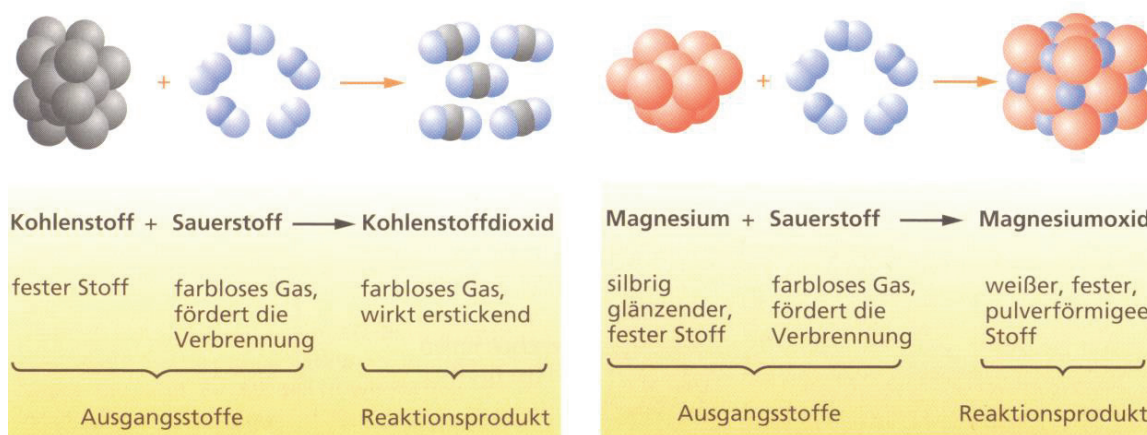 +
+
Kohlenstoff + Sauerstoff → Kohlenstoffdioxid
fester Stoff
farbloses Gas,
fördert die
Verbrennung
farbloses Gas,
wirkt erstickend
Ausgangsstoffe
Reaktionsprodukt
Magnesium + Sauerstoff → Magnesiumoxid
silbrig
glänzender,
fester Stoff
farbloses Gas,
fördert die
Verbrennung
weißer, fester,
pulverförmigee
Stoff
Ausgangsstoffe
Reaktionsprodukt